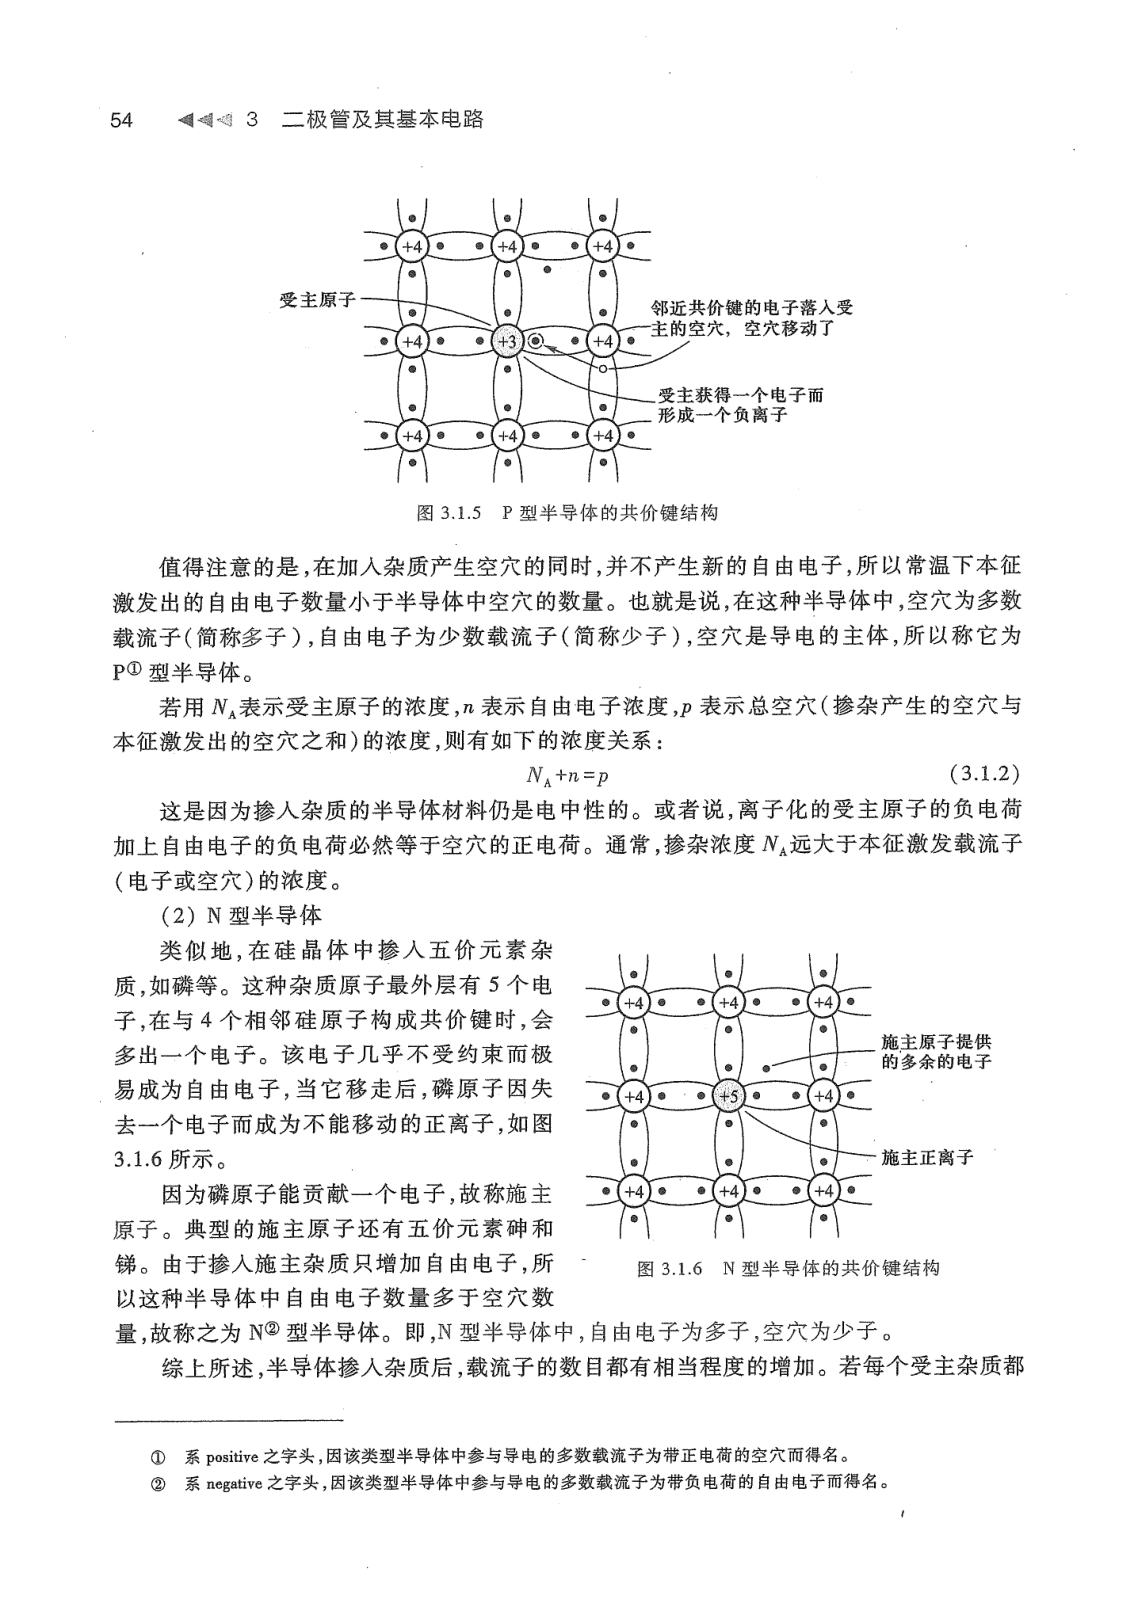 54 3 二极管及其基本电路
+4 +4 +4
受主原子
邻近共价键的电子落入受
主的空穴，空穴移动了
+4 +3 +4
受主获得一个电子而
形成一个负离子
+4 +4 +4
图 3.1.5 P 型半导体的共价键结构
值得注意的是,在加入杂质产生空穴的同时,并不产生新的自由电子,所以常温下本征
激发出的自由电子数量小于半导体中空穴的数量。也就是说,在这种半导体中,空穴为多数
载流子(简称多子),自由电子为少数载流子(简称少子),空穴是导电的主体,所以称它为
P① 型半导体。
若用 NA表示受主原子的浓度,n 表示自由电子浓度,p 表示总空穴(掺杂产生的空穴与
本征激发出的空穴之和)的浓度,则有如下的浓度关系:
NA+n=p (3.1.2)
这是因为掺入杂质的半导体材料仍是电中性的。或者说,离子化的受主原子的负电荷
加上自由电子的负电荷必然等于空穴的正电荷。通常,掺杂浓度 NA远大于本征激发载流子
(电子或空穴)的浓度。
(2) N 型半导体
类似地,在硅晶体中掺入五价元素杂
质,如磷等。这种杂质原子最外层有 5 个电
子,在与 4 个相邻硅原子构成共价键时,会
多出一个电子。该电子几乎不受约束而极
易成为自由电子,当它移走后,磷原子因失
去一个电子而成为不能移动的正离子,如图
3.1.6 所示。
因为磷原子能贡献一个电子,故称施主
原子。典型的施主原子还有五价元素砷和
锑。由于掺入施主杂质只增加自由电子,所
以这种半导体中自由电子数量多于空穴数
量,故称之为 N② 型半导体。即,N 型半导体中,自由电子为多子,空穴为少子。
+4 +4 +4
施主原子提供
的多余的电子
+4 +5 +4
施主正离子
+4 +4 +4
图 3.1.6 N 型半导体的共价键结构
综上所述,半导体掺入杂质后,载流子的数目都有相当程度的增加。若每个受主杂质都
① 系 positive 之字头,因该类型半导体中参与导电的多数载流子为带正电荷的空穴而得名。
② 系 negative 之字头,因该类型半导体中参与导电的多数载流子为带负电荷的自由电子而得名。